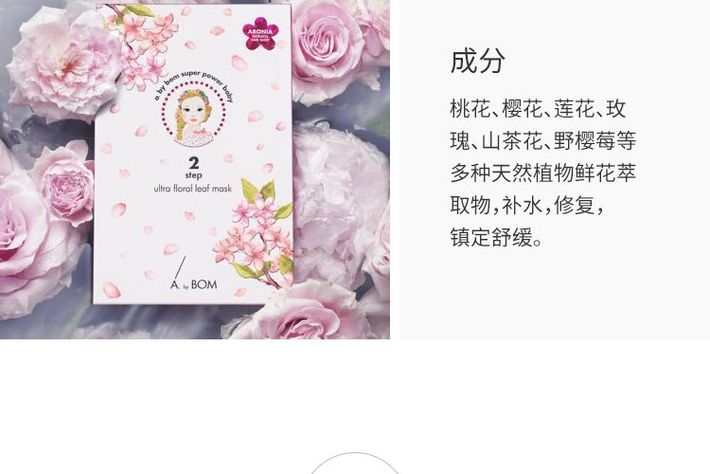 ARONIA
a by bom super power baby
2
step
ultra floral leaf mask
A. by BOM
成分
桃花、樱花、莲花、玫
瑰、山茶花、野樱莓等
多种天然植物鲜花萃
取物，补水，修复，
镇定舒缓。